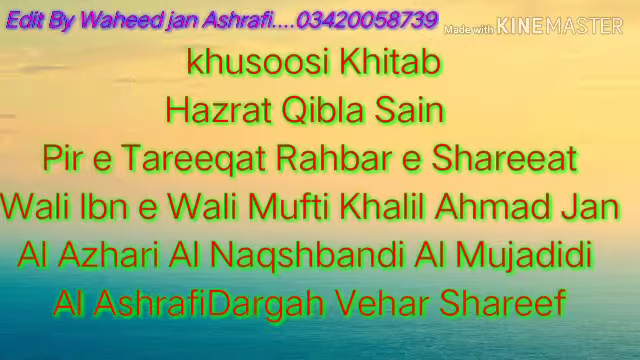 Edit By Waheed jan Ashrafi....03420058739
Made with KINEMASTER
khusoosi Khitab
Hazrat Qibla Sain
Pir e Tareeqat Rahbar e Shareeat
Wali Ibn e Wali Mufti Khalil Ahmad Jan
Al Azhari Al Naqshbandi Al Mujadidi
Al AshrafiDargah Vehar Shareef